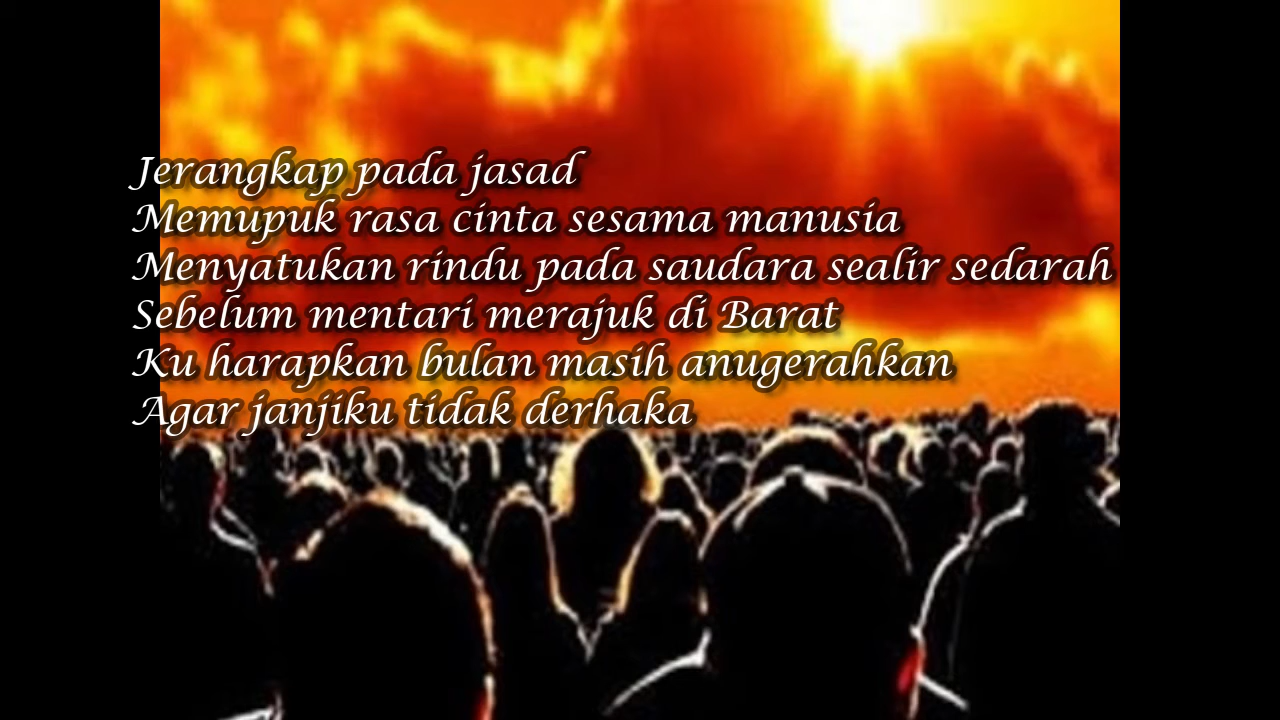 Jerangkap pada jasad
Memupuk rasa cinta sesama manusia
Menyatukan rindu pada saudara sealir sedarah
Sebelum mentari merajuk di Barat
Ku harapkan bulan masih anugerahkan
Agar janjiku tidak derhaka